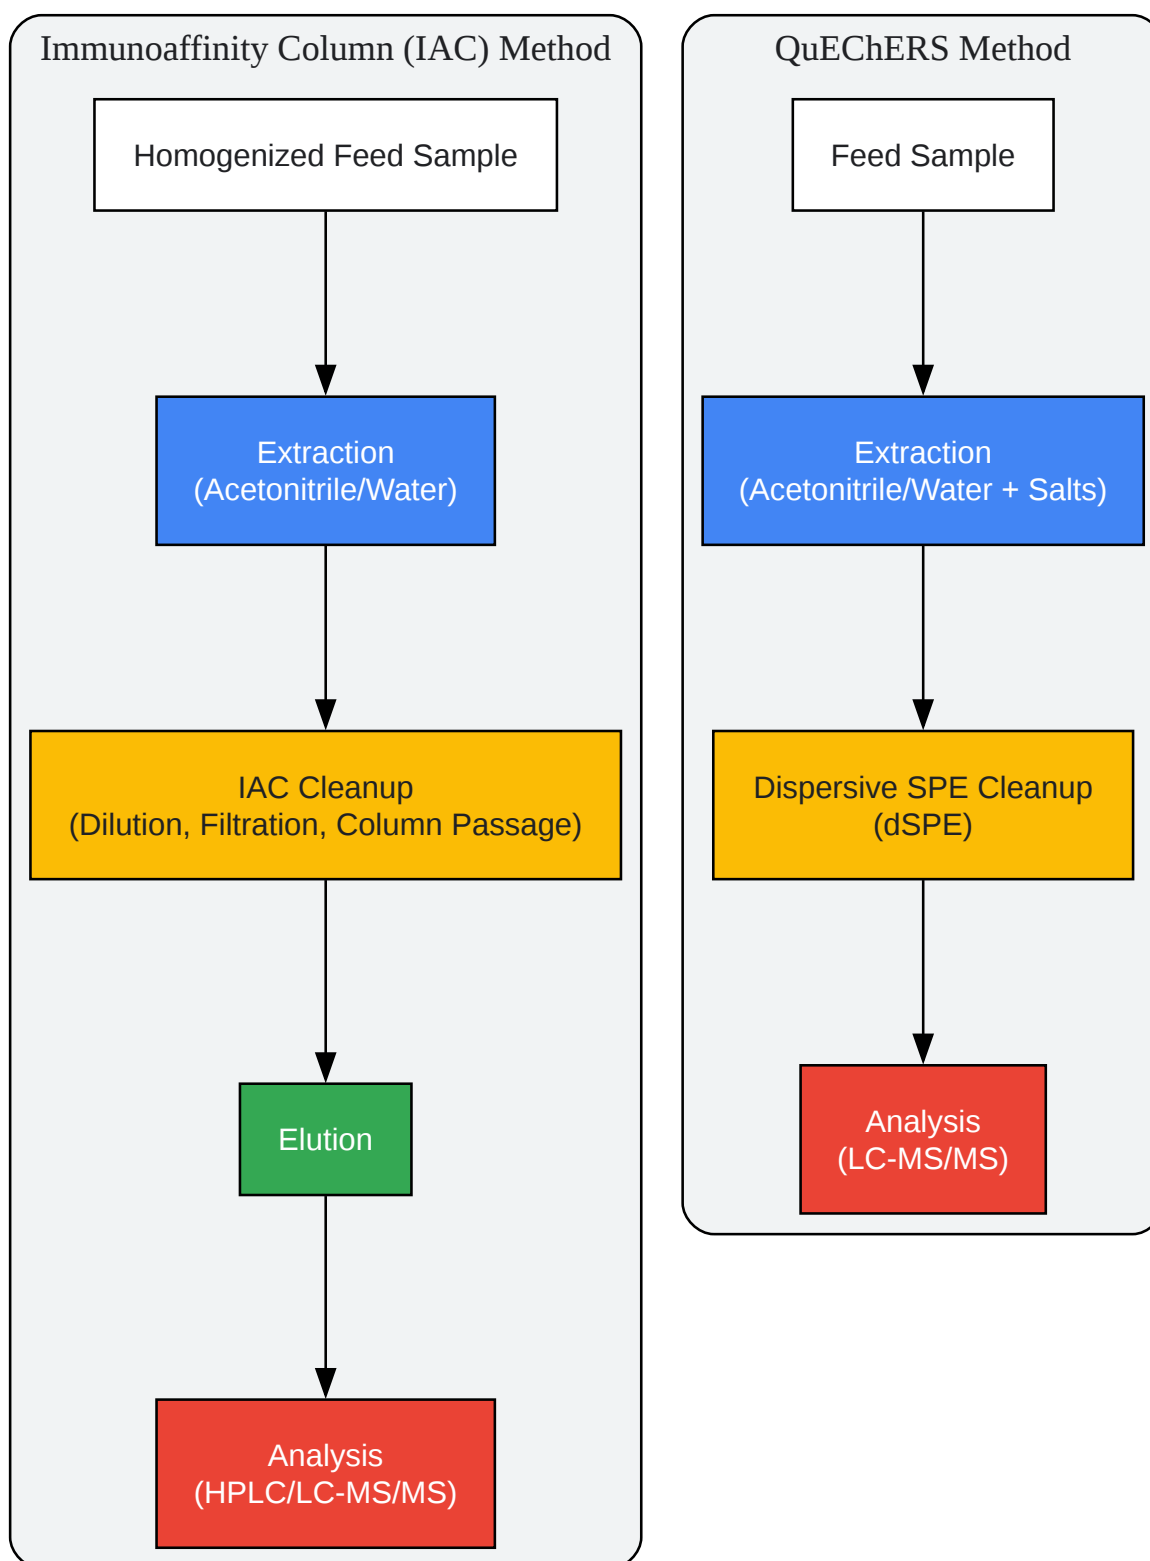 Immunoaffinity Column (IAC) Method
Homogenized Feed Sample
Extraction
(Acetonitrile/Water)
IAC Cleanup
(Dilution, Filtration, Column Passage)
Elution
Analysis
(HPLC/LC-MS/MS)
QuEChERS Method
Feed Sample
Extraction
(Acetonitrile/Water + Salts)
Dispersive SPE Cleanup
(dSPE)
Analysis
(LC-MS/MS)